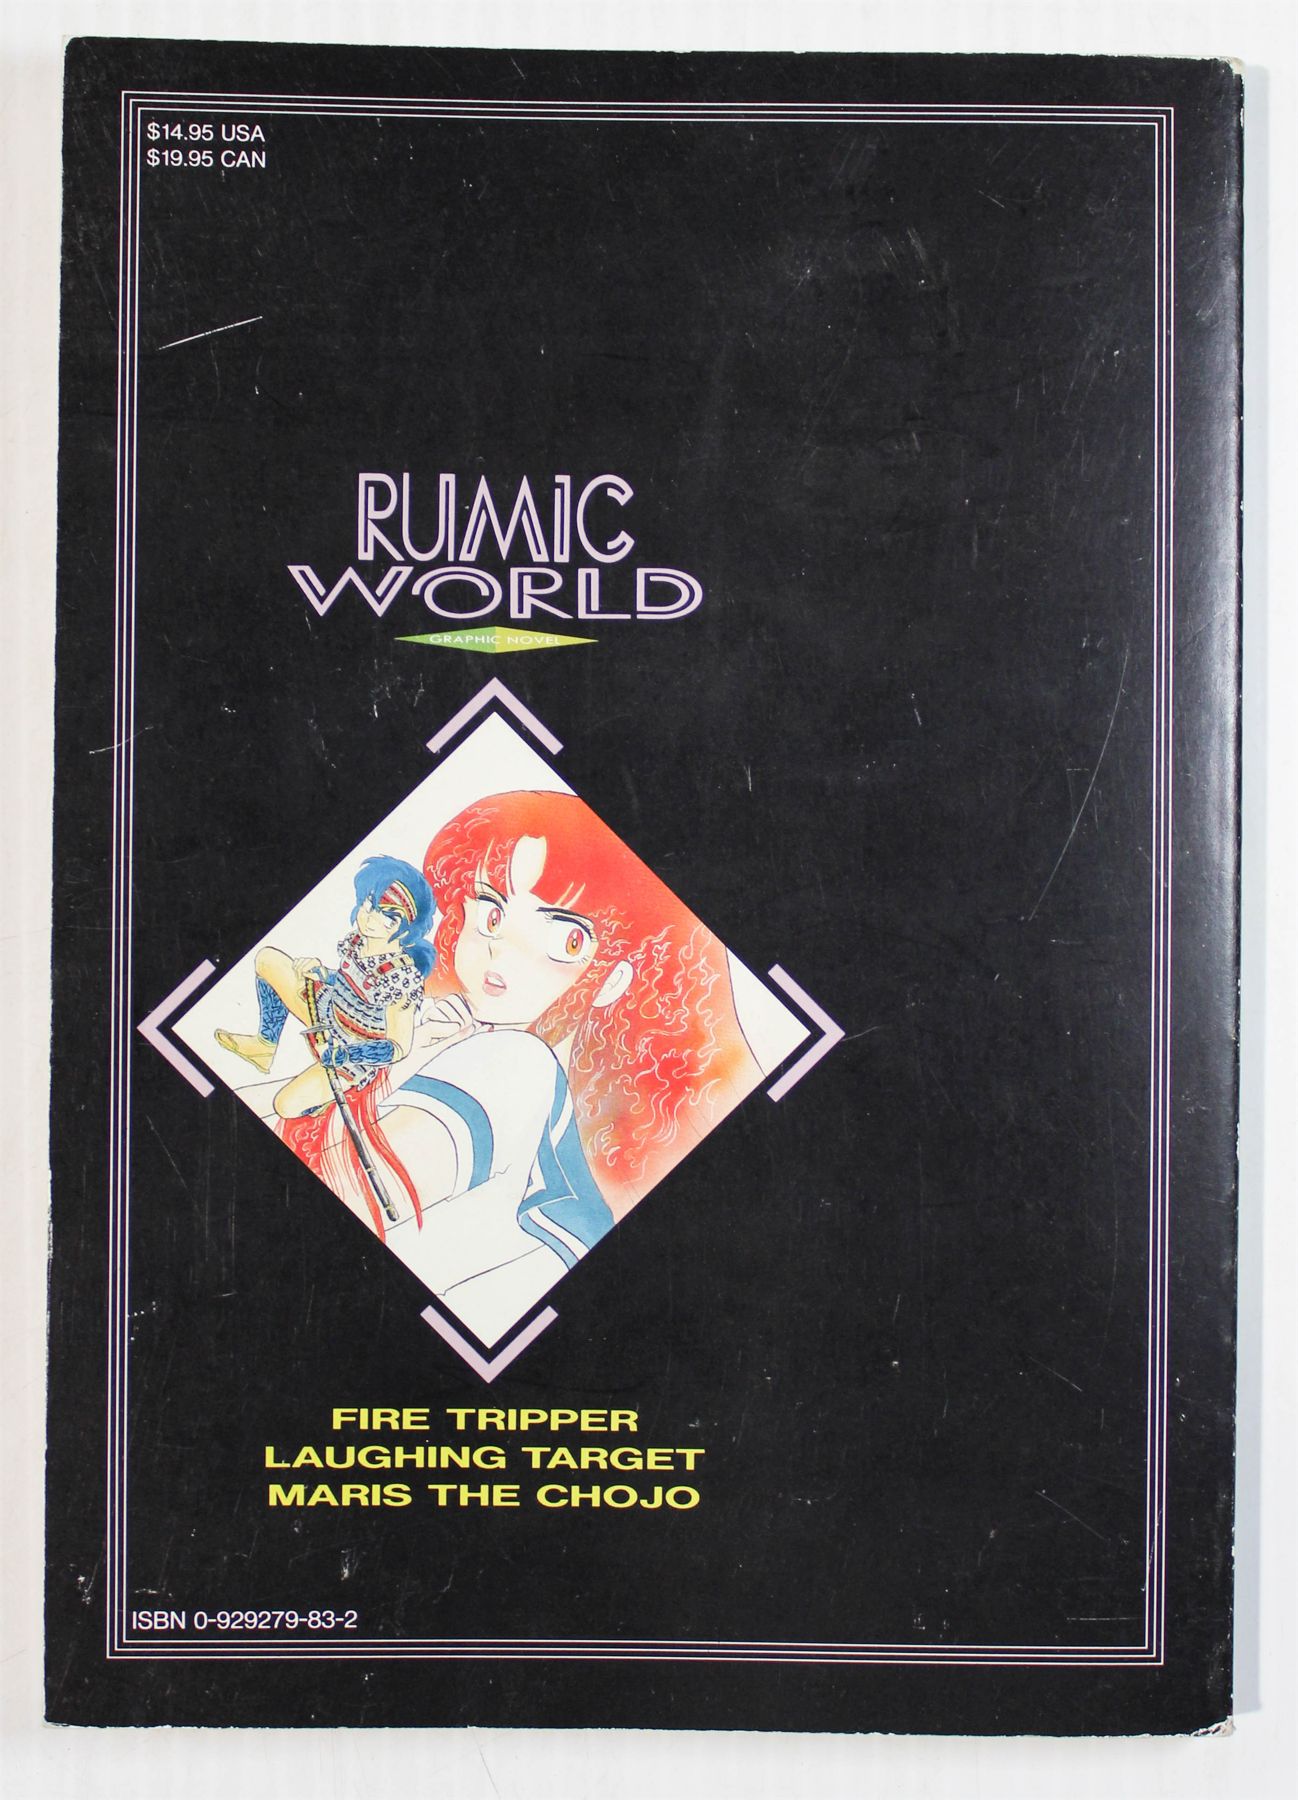 $14.95 USA
$19.95 CAN
RUMIC
WORLD
GRAPHIC NOVEL
FIRE TRIPPER
LAUGHING TARGET
MARIS THE CHOJO
ISBN 0-929279-83-2